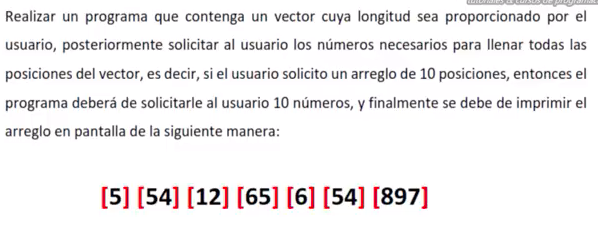 Realizar un programa que contenga un vector cuya longitud sea proporcionado por el
usuario, posteriormente solicitar al usuario los números necesarios para llenar todas las
posiciones del vector, es decir, si el usuario solicito un arreglo de 10 posiciones, entonces el
programa deberá de solicitarle al usuario 10 números, y finalmente se debe de imprimir el
arreglo en pantalla de la siguiente manera:
[5] [54] [12] [65] [6] [54] [897]